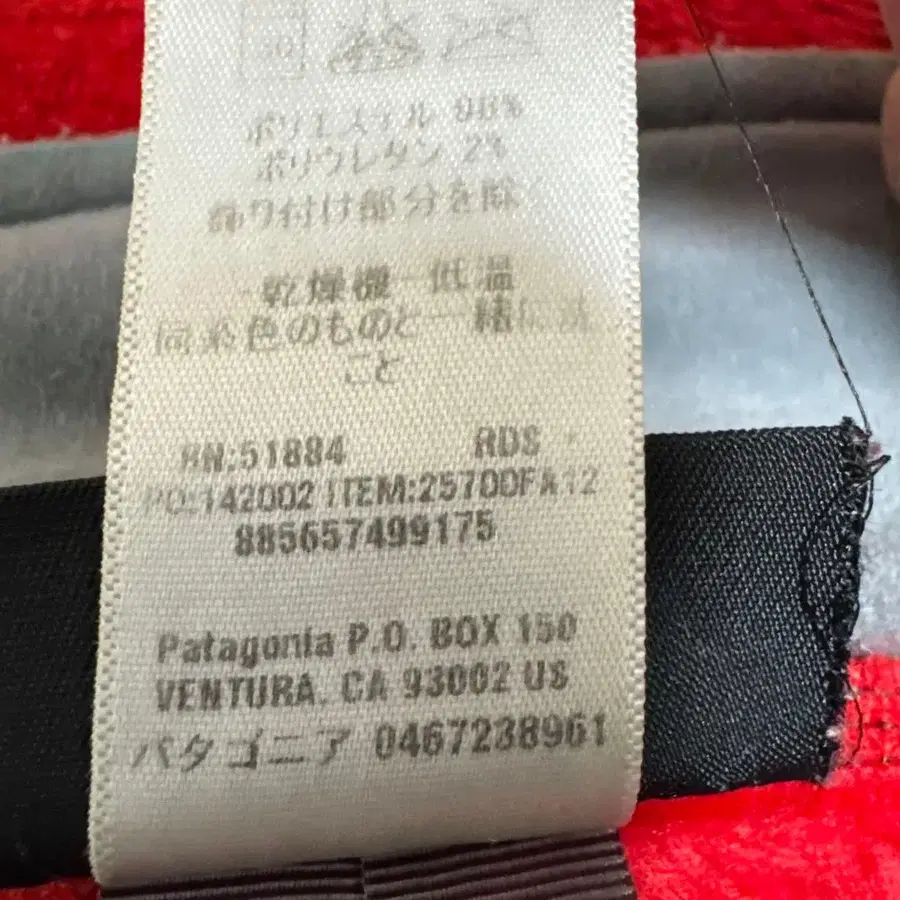 ポリエステル 98%
ポリウレタン 2%
飾り付け部分を除く
乾燥機-低温
同系色のものと一緒に洗
こと
RN:51884 RDS
PO:142002 ITEM:25700FA12
885657499175
Patagonia P.O. BOX 150
VENTURA. CA 93002 US
パタゴニア 0467238961